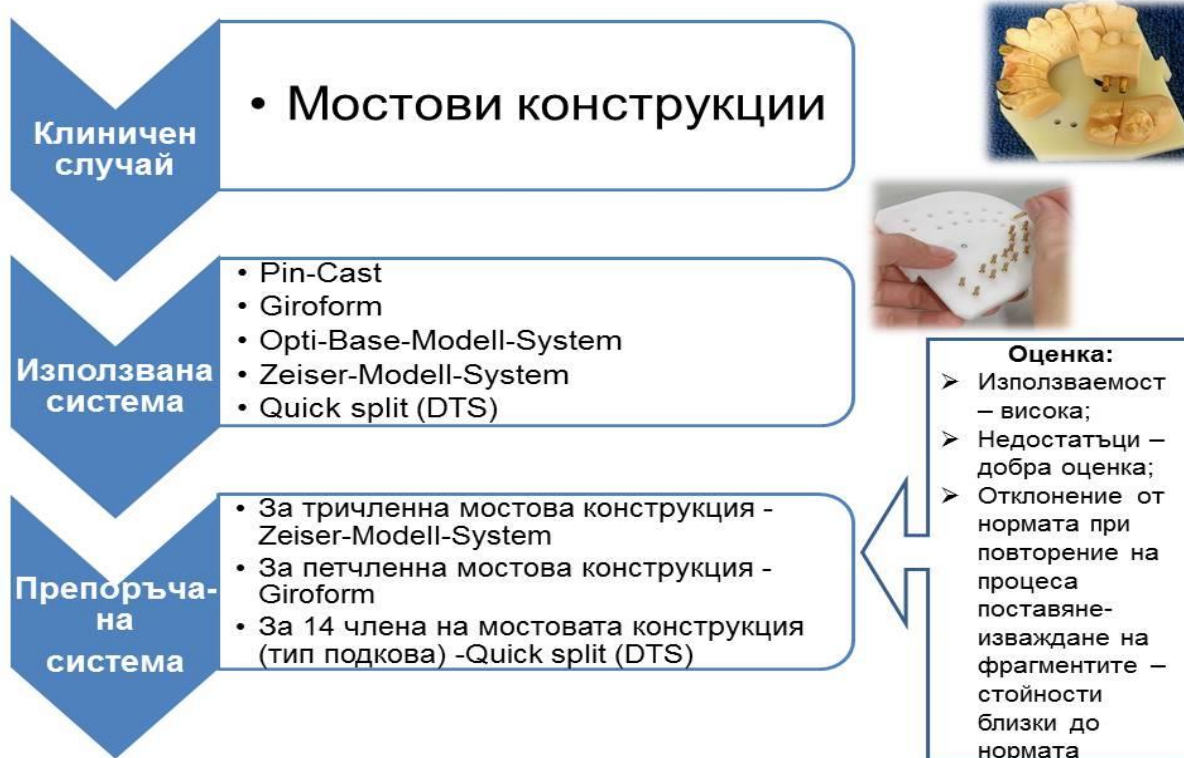 Клиничен
случай
• Мостови конструкции
Използвана
система
• Pin-Cast
• Giroform
• Opti-Base-Modell-System
• Zeiser-Modell-System
• Quick split (DTS)
Препоръча-
на
система
• За тричленна мостова конструкция -
Zeiser-Modell-System
• За петчленна мостова конструкция -
Giroform
• За 14 члена на мостовата конструкция
(тип подкова) -Quick split (DTS)
Оценка:
➢ Използваемост
– висока;
➢ Недостатъци –
добра оценка;
➢ Отклонение от
нормата при
повторение на
процеса
поставяне-
изваждане на
фрагментите –
стойности
близки до
нормата